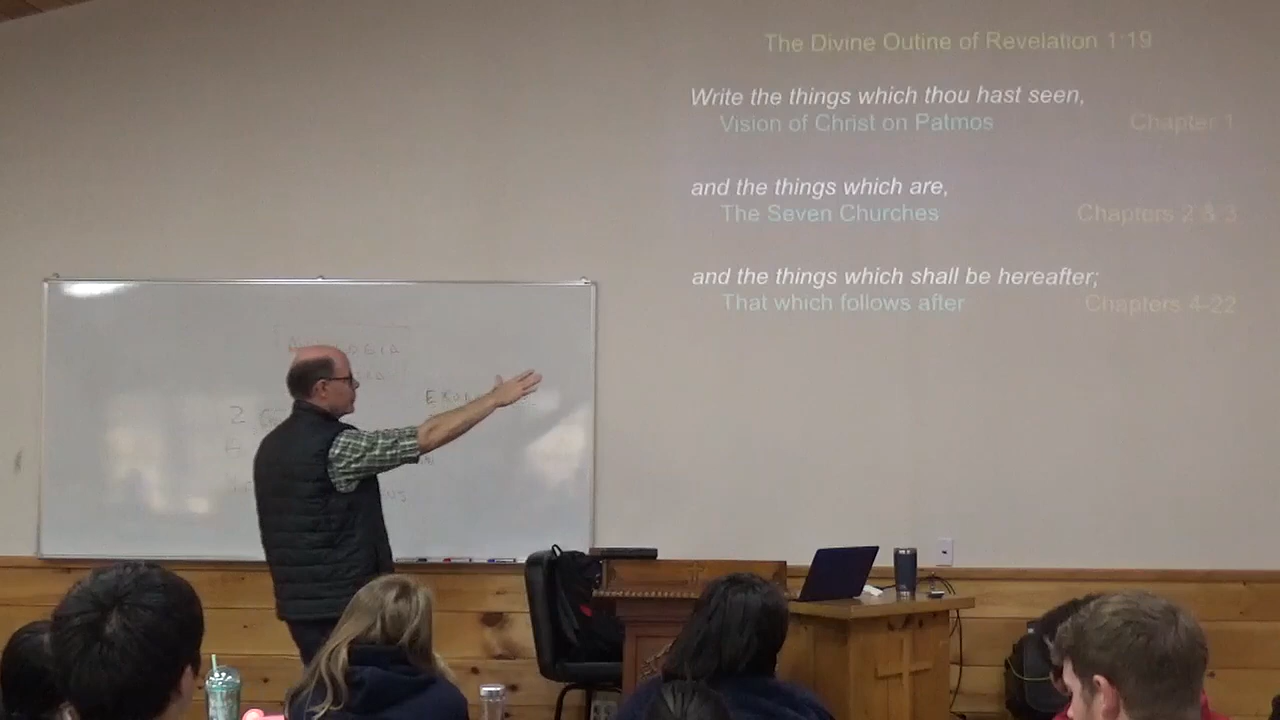 The Divine Outine of Revelation 1:19
Write the things which thou hast seen,
Vision of Christ on Patmos Chapter 1
and the things which are,
The Seven Churches Chapters 2 & 3
and the things which shall be hereafter;
That which follows after Chapters 4-22
2